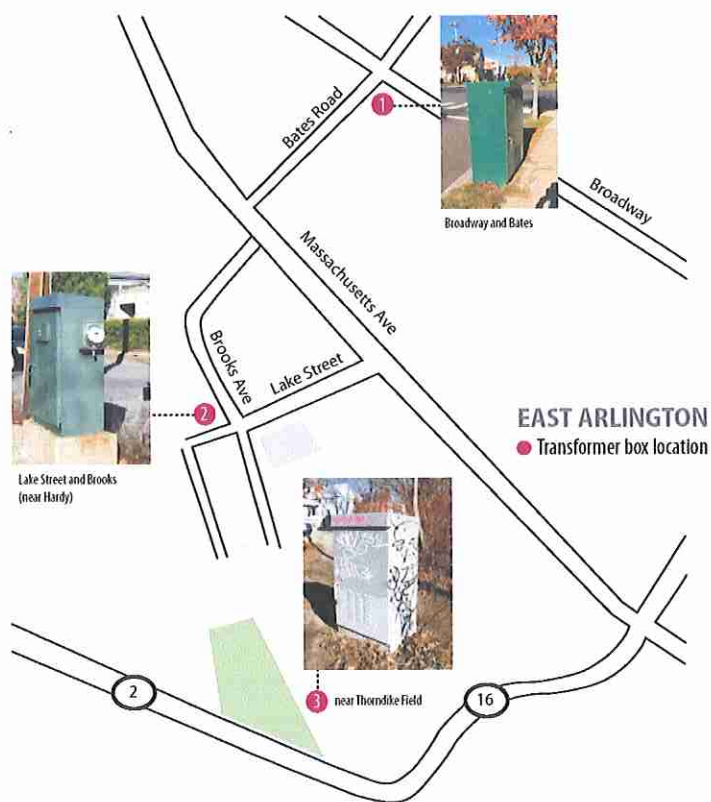 Bates Road
1
Broadway
Broadway and Bates
Massachusetts Ave
Brooks Ave
Lake Street
2
EAST ARLINGTON
Transformer box location
Lake Street and Brooks
(near Hardy)
2
3
near Thorndike Field
16